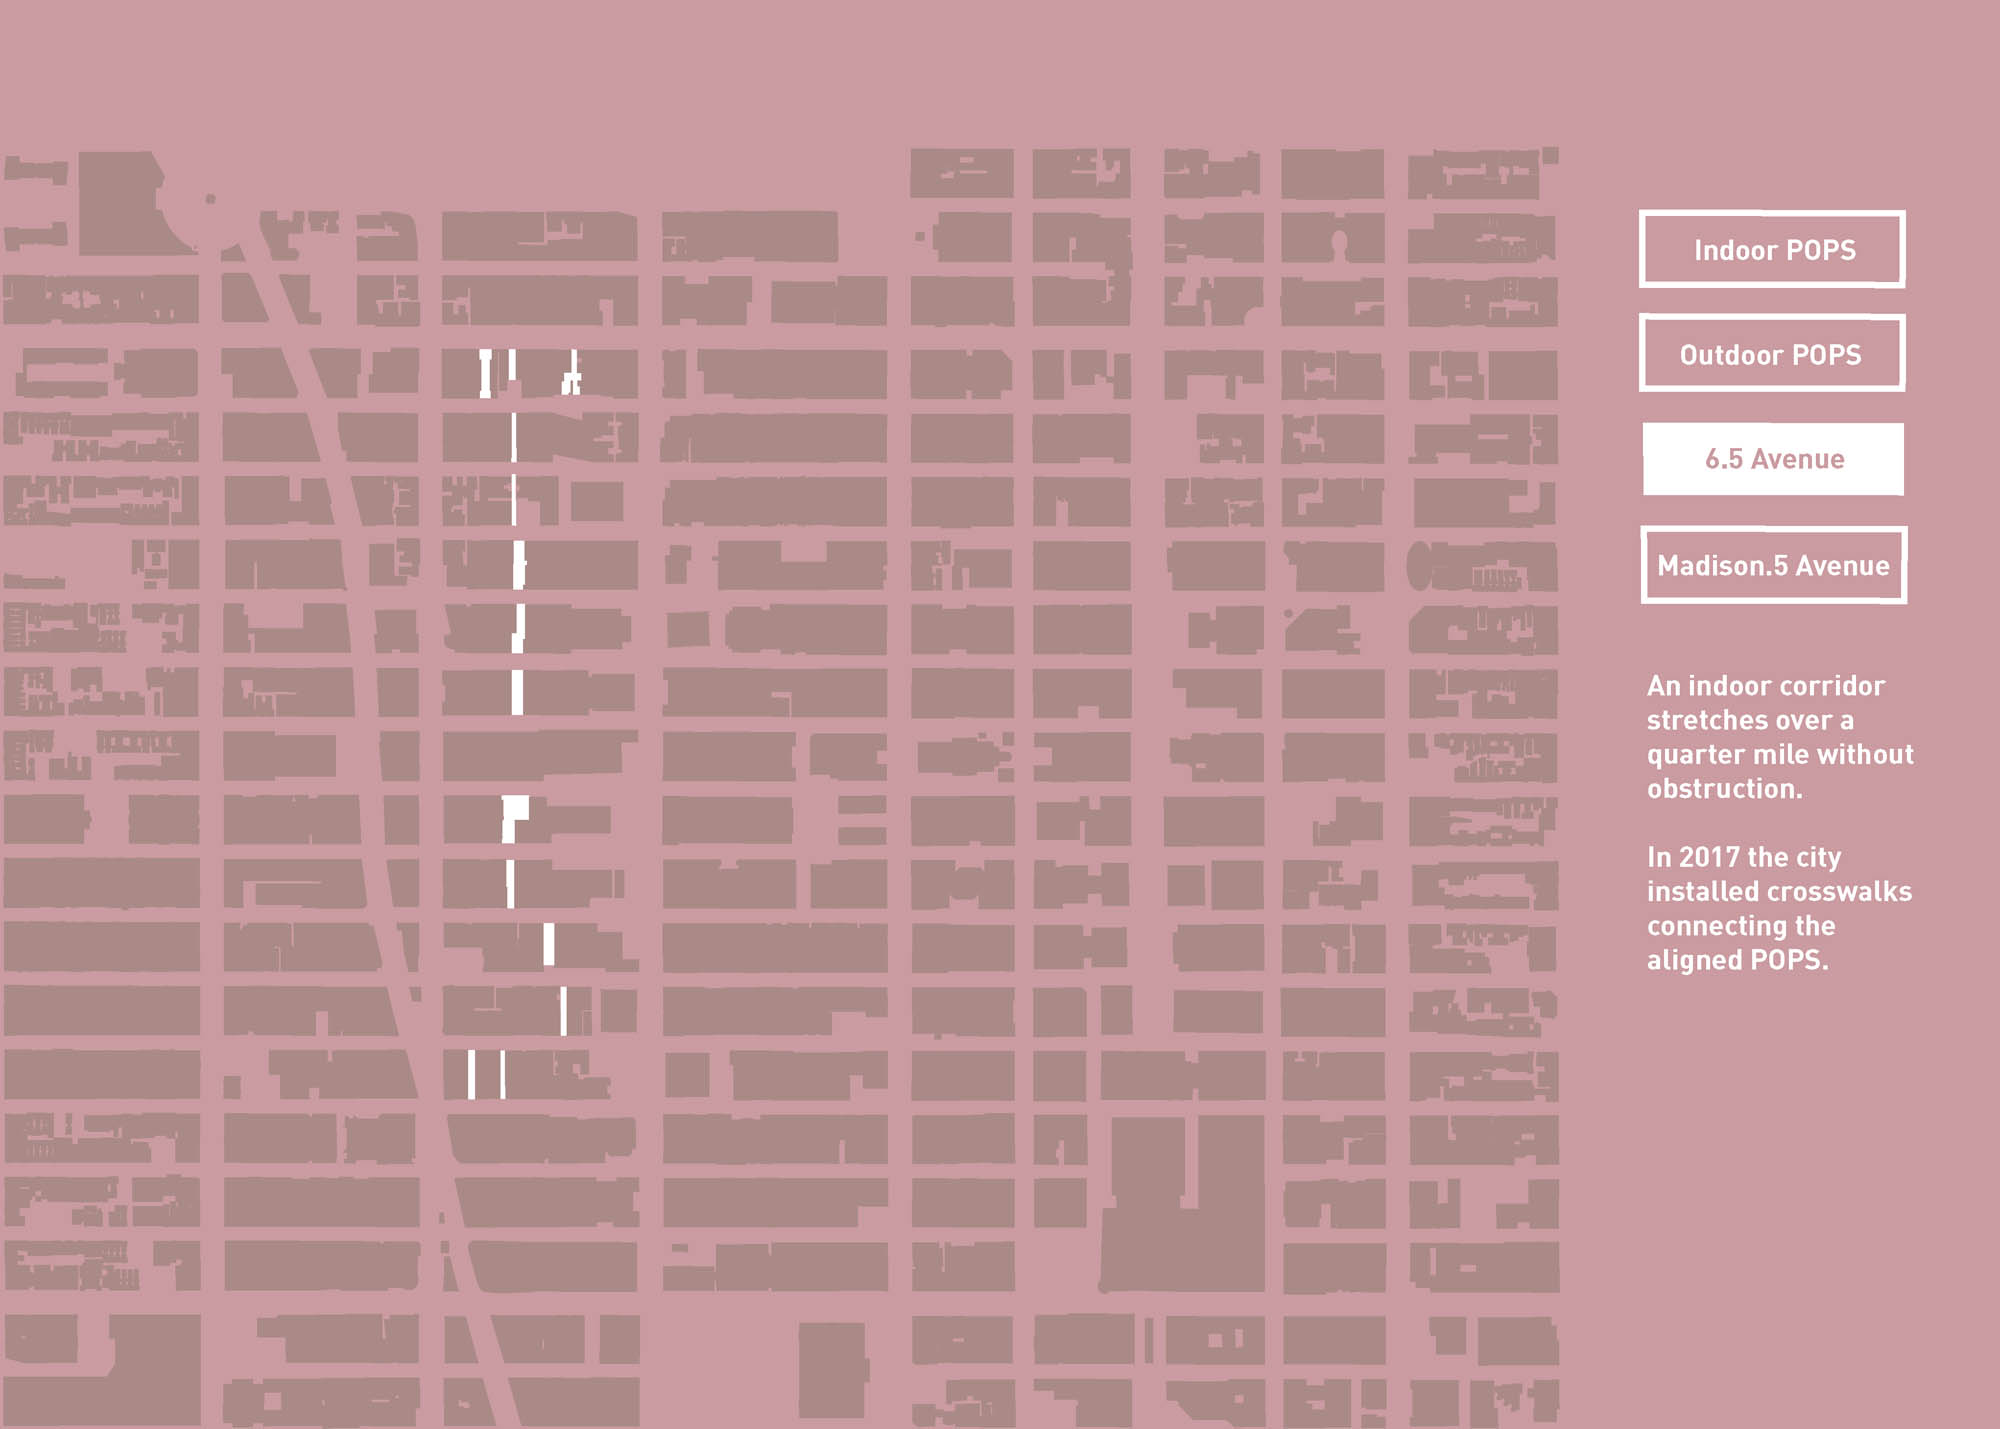 Indoor POPS
Outdoor POPS
6.5 Avenue
Madison.5 Avenue
An indoor corridor
stretches over a
quarter mile without
obstruction.
In 2017 the city
installed crosswalks
connecting the
aligned POPS.